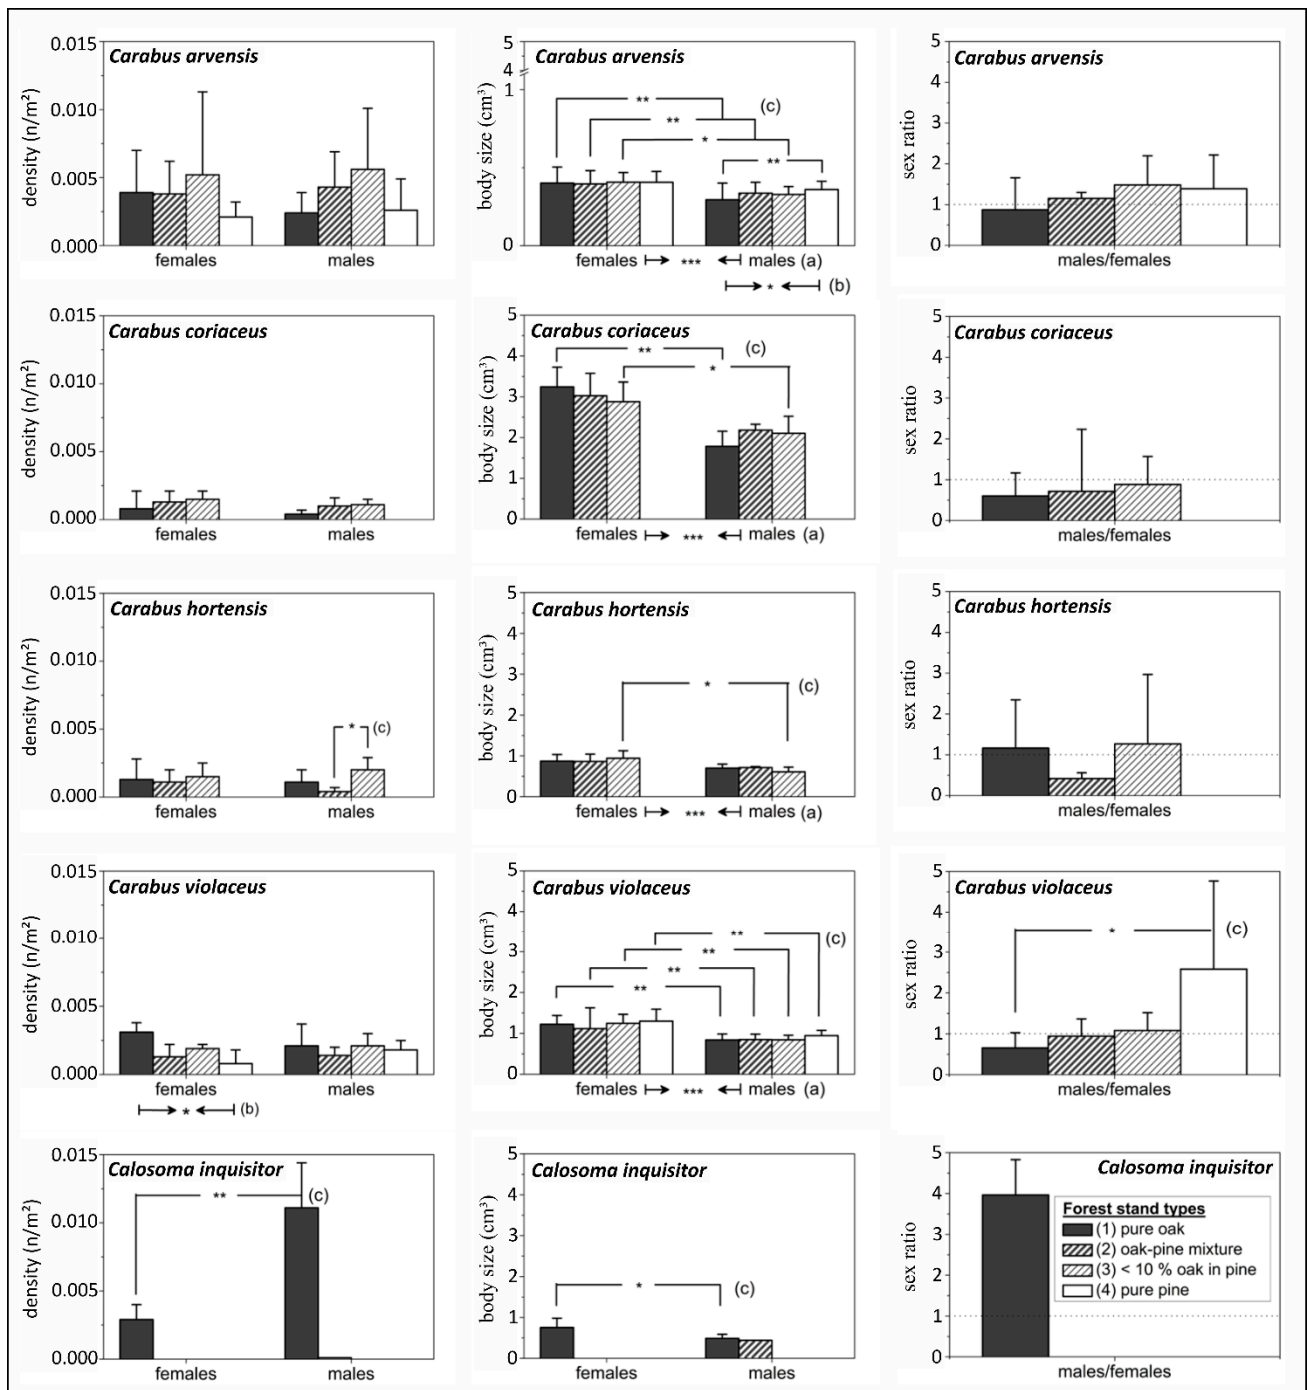 Carabus arvensis
density (n/m²)
0.015
0.010
0.005
0.000
females males
Carabus arvensis
body size (cm³)
5
4
1
0
** (c)
**
*
**
females *** males (a)
* (b)
Carabus arvensis
sex ratio
5
4
3
2
1
0
males/females
Carabus coriaceus
density (n/m²)
0.015
0.010
0.005
0.000
females males
Carabus coriaceus
body size (cm³)
5
4
3
2
1
0
** (c)
*
females *** males (a)
Carabus coriaceus
sex ratio
5
4
3
2
1
0
males/females
Carabus hortensis
density (n/m²)
0.015
0.010
0.005
0.000
* (c)
females males
Carabus hortensis
body size (cm³)
5
4
3
2
1
0
* (c)
females *** males (a)
Carabus hortensis
sex ratio
5
4
3
2
1
0
males/females
Carabus violaceus
density (n/m²)
0.015
0.010
0.005
0.000
females males
* (b)
Carabus violaceus
body size (cm³)
5
4
3
2
1
0
** (c)
**
**
**
females *** males (a)
Carabus violaceus
sex ratio
5
4
3
2
1
0
* (c)
males/females
Calosoma inquisitor
density (n/m²)
0.015
0.010
0.005
0.000
** (c)
females males
Calosoma inquisitor
body size (cm³)
5
4
3
2
1
0
* (c)
females males
Calosoma inquisitor
sex ratio
5
4
3
2
1
0
Forest stand types
(1) pure oak
(2) oak-pine mixture
(3) < 10 % oak in pine
(4) pure pine
males/females